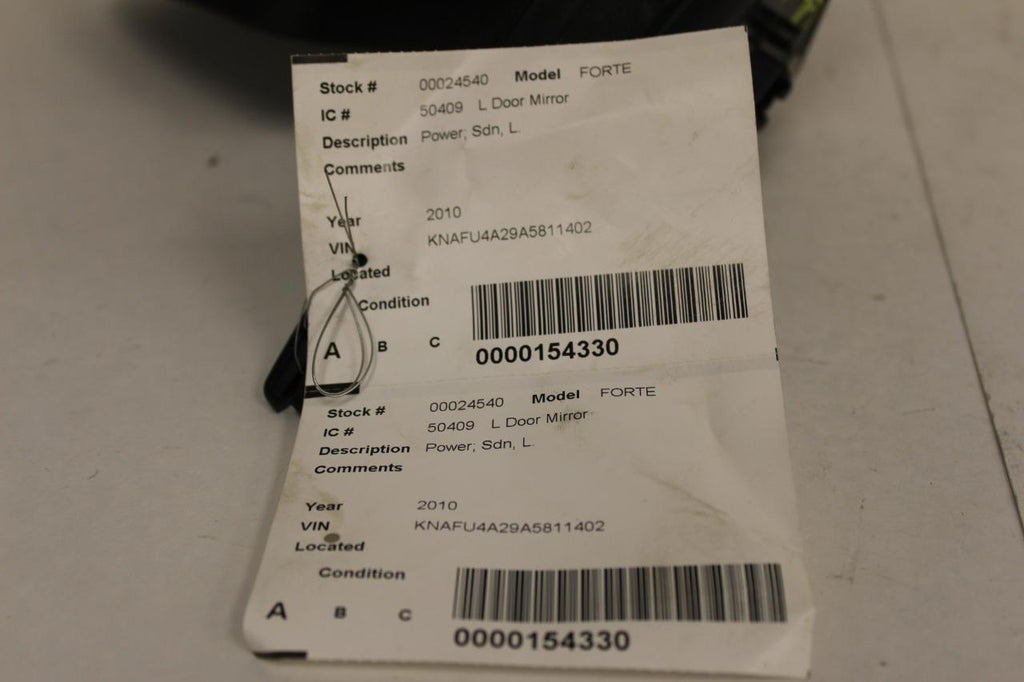 Stock # 00024540 Model FORTE
IC # 50409 L Door Mirror
Description Power; Sdn, L.
Comments
Year 2010
VIN KNAFU4A29A5811402
Located
Condition
A B C
0000154330
Stock # 00024540 Model FORTE
IC # 50409 L Door Mirror
Description Power; Sdn, L.
Comments
Year 2010
VIN KNAFU4A29A5811402
Located
Condition
A B C
0000154330